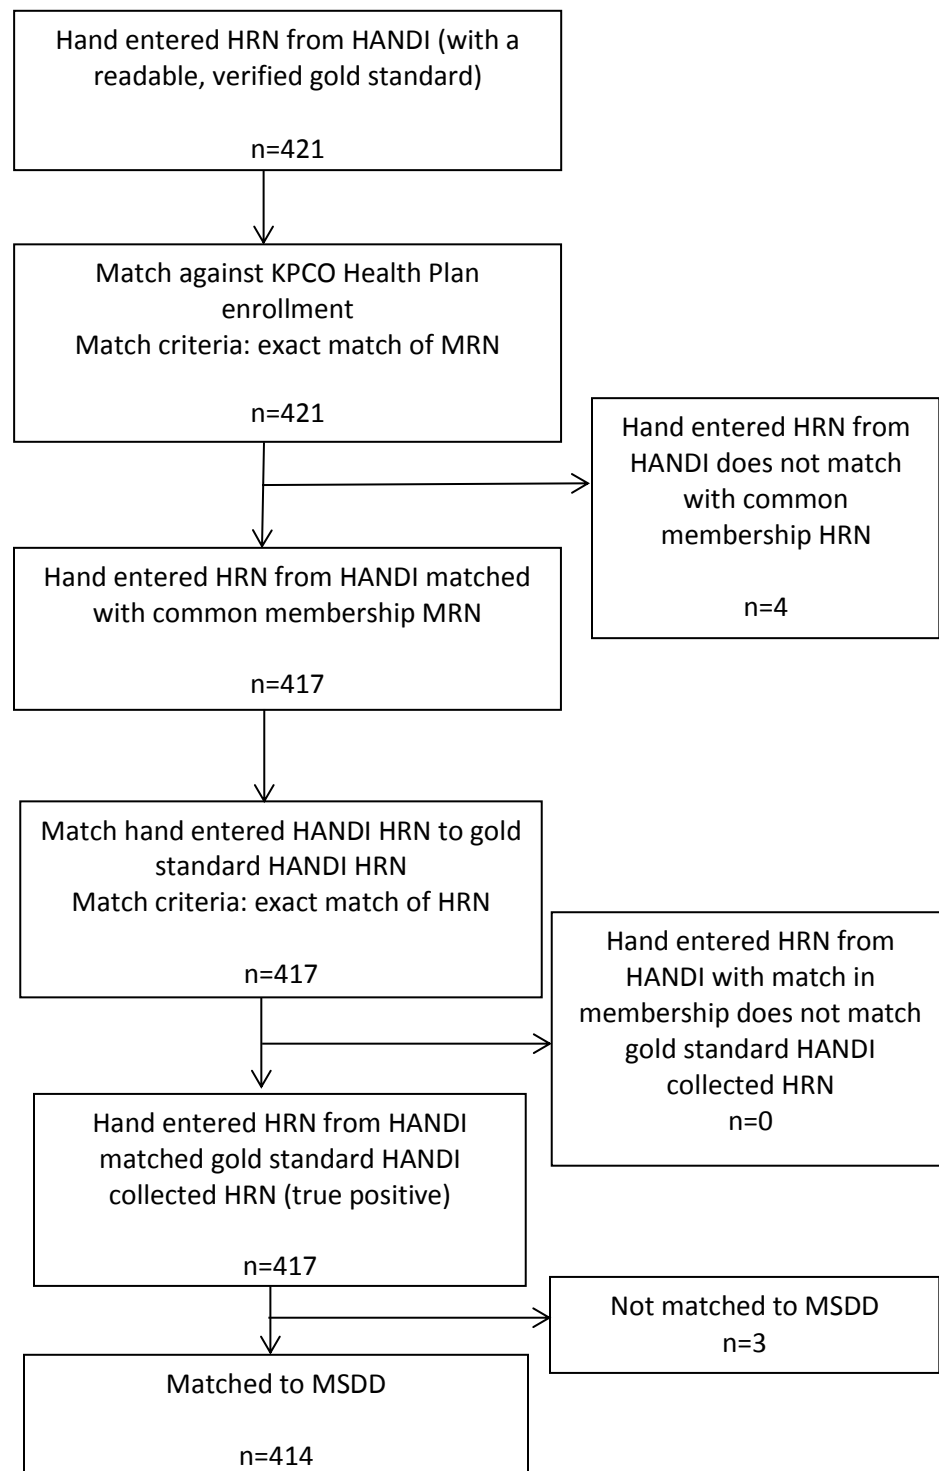 Hand entered HRN from HANDI (with a
readable, verified gold standard)
n=421
Match against KPCO Health Plan
enrollment
Match criteria: exact match of MRN
n=421
Hand entered HRN from
HANDI does not match
with common
membership HRN
n=4
Hand entered HRN from HANDI matched
with common membership MRN
n=417
Match hand entered HANDI HRN to gold
standard HANDI HRN
Match criteria: exact match of HRN
n=417
Hand entered HRN from
HANDI with match in
membership does not match
gold standard HANDI
collected HRN
n=0
Hand entered HRN from HANDI
matched gold standard HANDI
collected HRN (true positive)
n=417
Not matched to MSDD
n=3
Matched to MSDD
n=414